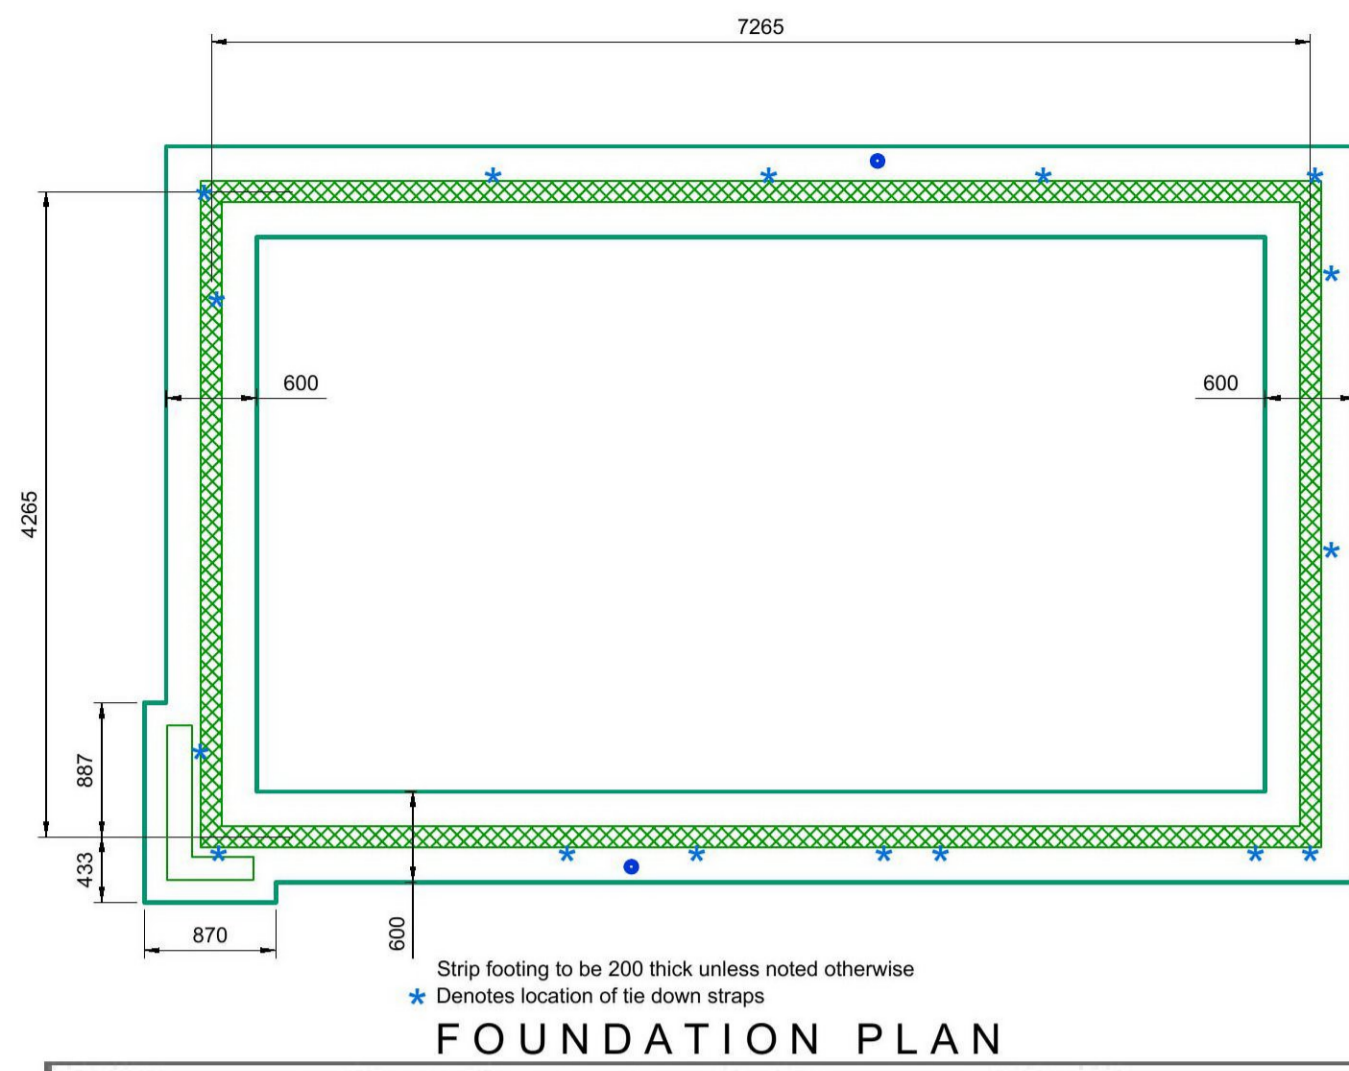 7265
600
600
4265
887
433
870
600
Strip footing to be 200 thick unless noted otherwise
* Denotes location of tie down straps
FOUNDATION PLAN